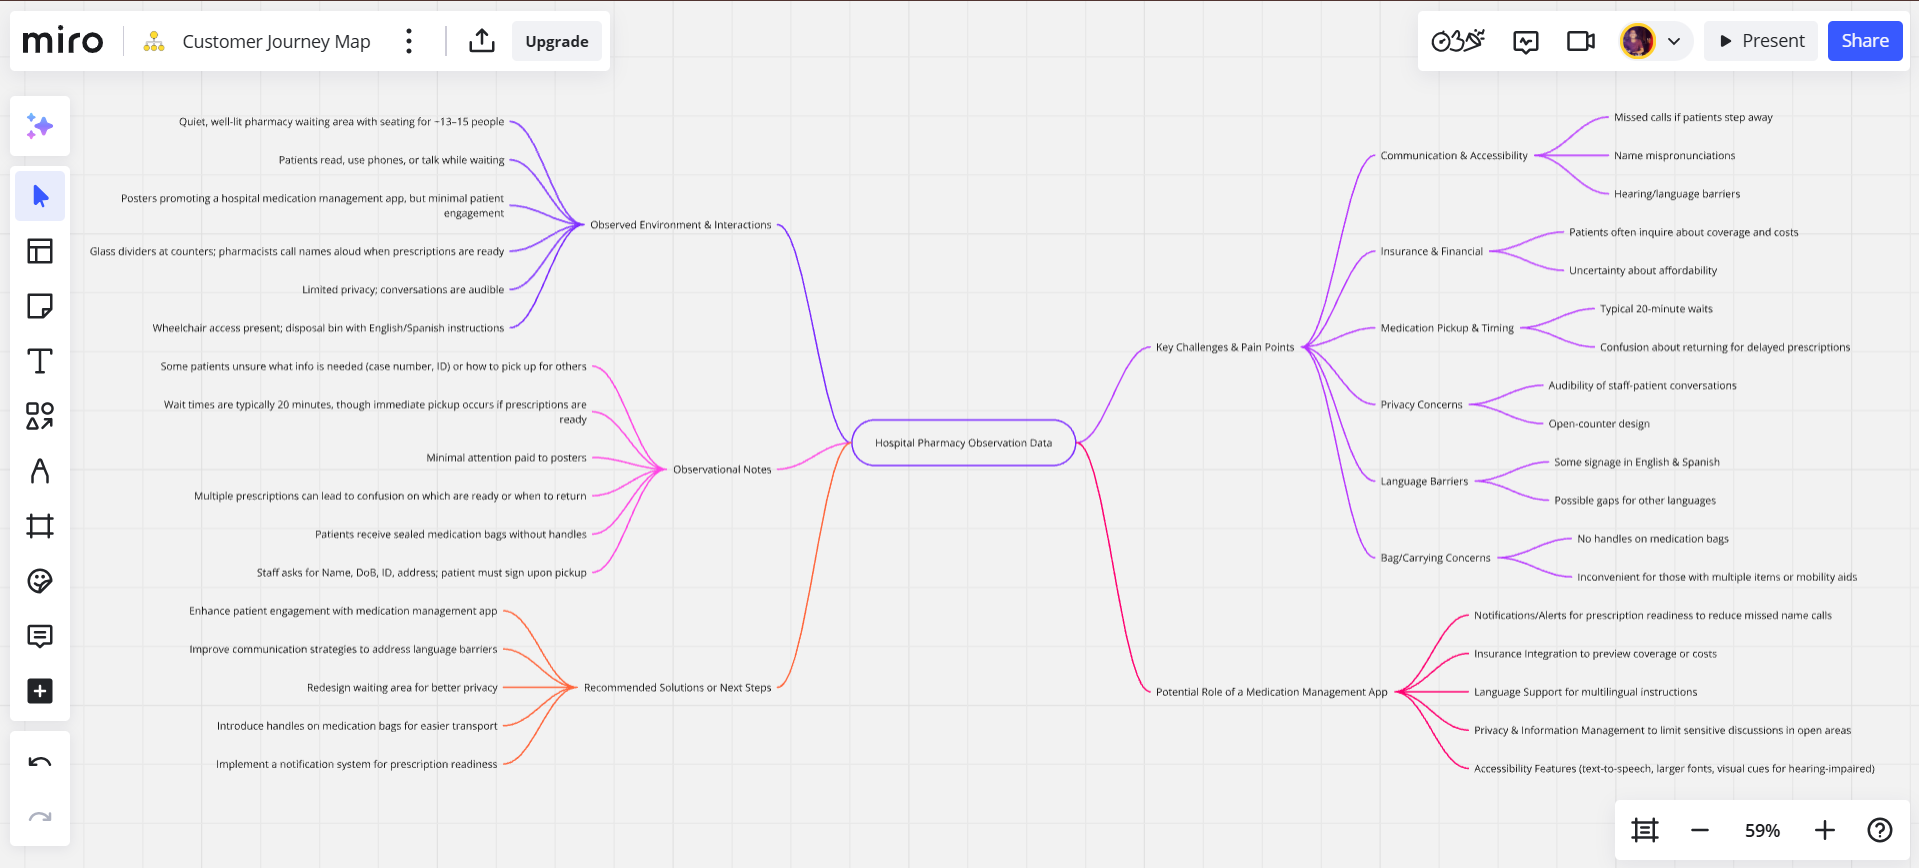 miro
Customer Journey Map
Upgrade
Present
Share
Quiet, well-lit pharmacy waiting area with seating for ~13–15 people
Patients read, use phones, or talk while waiting
Posters promoting a hospital medication management app, but minimal patient
engagement
Glass dividers at counters; pharmacists call names aloud when prescriptions are ready
Limited privacy; conversations are audible
Wheelchair access present; disposal bin with English/Spanish instructions
Observed Environment & Interactions
Some patients unsure what info is needed (case number, ID) or how to pick up for others
Wait times are typically 20 minutes, though immediate pickup occurs if prescriptions are
ready
Minimal attention paid to posters
Multiple prescriptions can lead to confusion on which are ready or when to return
Patients receive sealed medication bags without handles
Staff asks for Name, DoB, ID, address; patient must sign upon pickup
Observational Notes
Enhance patient engagement with medication management app
Improve communication strategies to address language barriers
Redesign waiting area for better privacy
Introduce handles on medication bags for easier transport
Implement a notification system for prescription readiness
Recommended Solutions or Next Steps
Hospital Pharmacy Observation Data
Key Challenges & Pain Points
Communication & Accessibility
Missed calls if patients step away
Name mispronunciations
Hearing/language barriers
Insurance & Financial
Patients often inquire about coverage and costs
Uncertainty about affordability
Medication Pickup & Timing
Typical 20-minute waits
Confusion about returning for delayed prescriptions
Privacy Concerns
Audibility of staff-patient conversations
Open-counter design
Language Barriers
Some signage in English & Spanish
Possible gaps for other languages
Bag/Carrying Concerns
No handles on medication bags
Inconvenient for those with multiple items or mobility aids
Potential Role of a Medication Management App
Notifications/Alerts for prescription readiness to reduce missed name calls
Insurance Integration to preview coverage or costs
Language Support for multilingual instructions
Privacy & Information Management to limit sensitive discussions in open areas
Accessibility Features (text-to-speech, larger fonts, visual cues for hearing-impaired)
59%